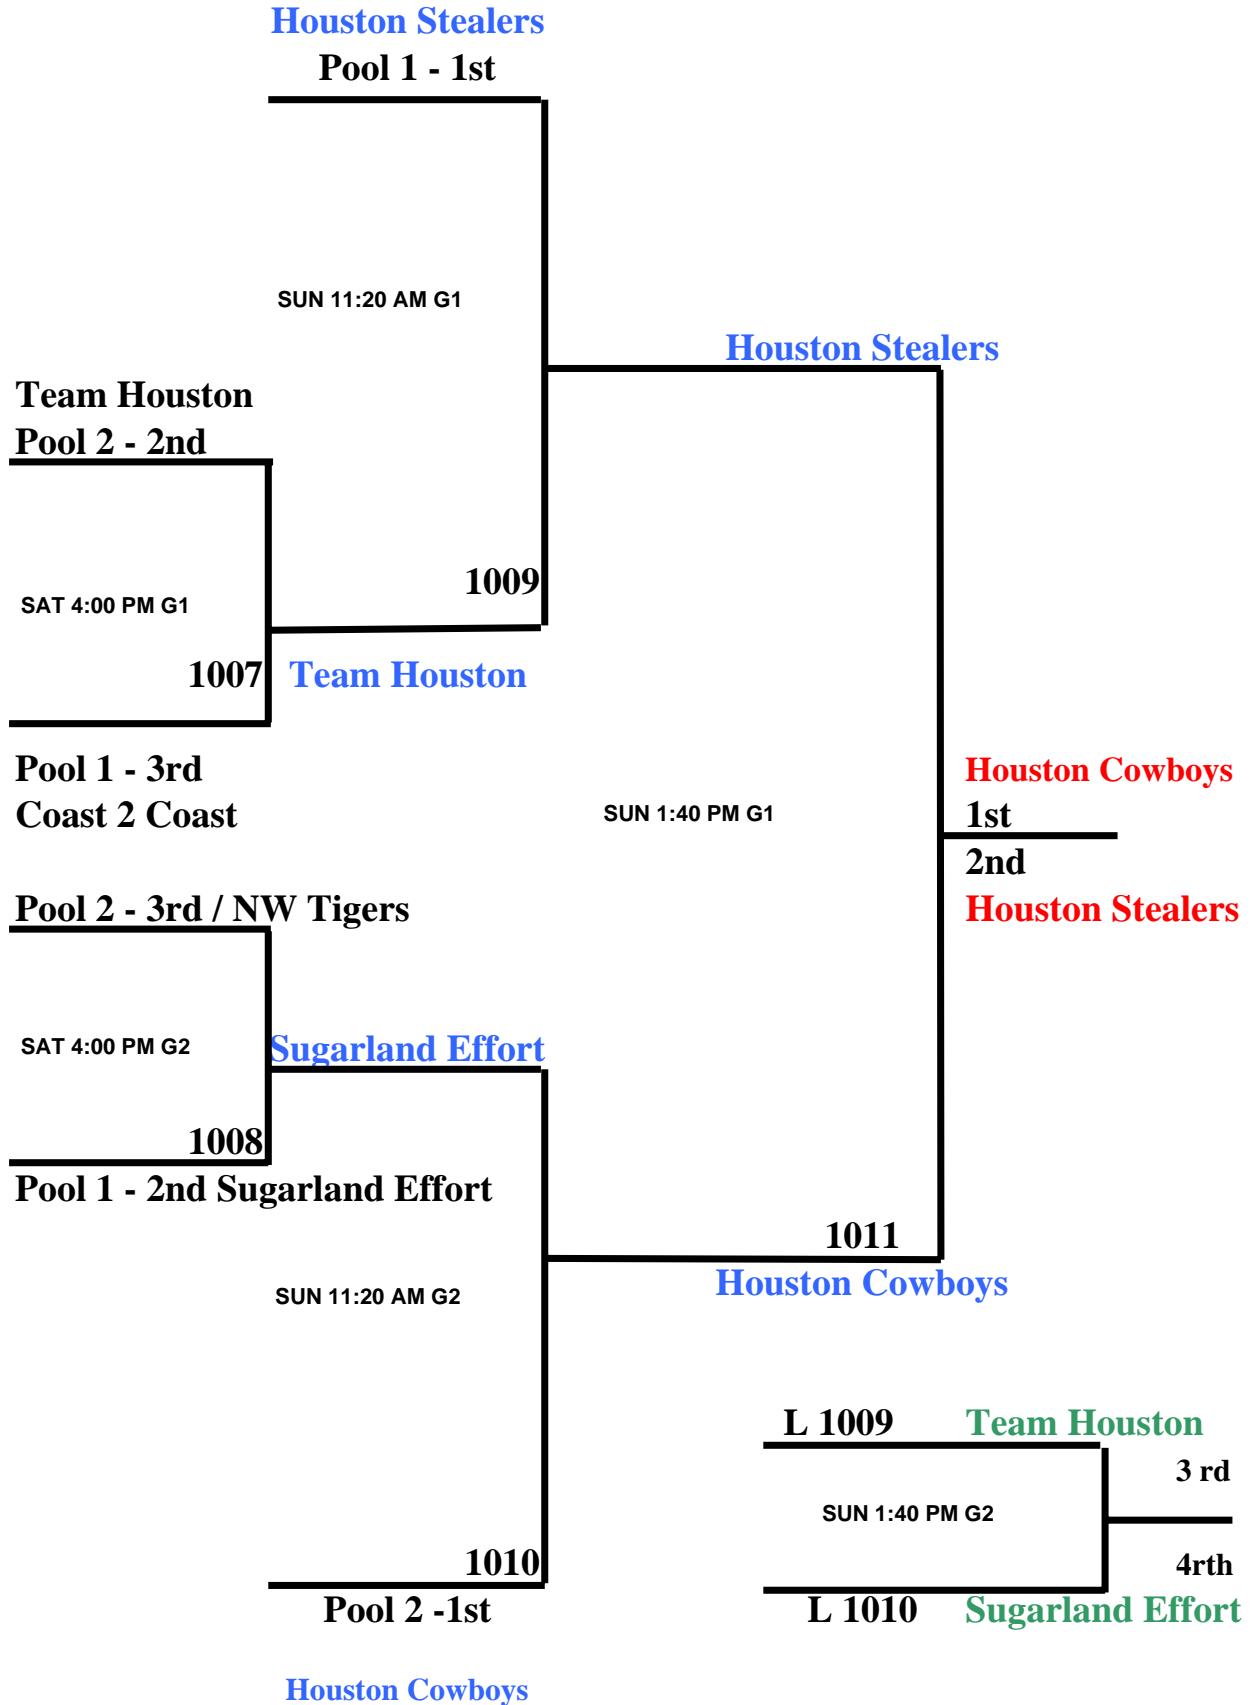 Houston Stealers
Pool 1 - 1st
SUN 11:20 AM G1
Houston Stealers
Team Houston
Pool 2 - 2nd
1009
SAT 4:00 PM G1
1007
Team Houston
Pool 1 - 3rd
Coast 2 Coast
SUN 1:40 PM G1
Houston Cowboys
1st
2nd
Houston Stealers
Pool 2 - 3rd / NW Tigers
SAT 4:00 PM G2
Sugarland Effort
1008
Pool 1 - 2nd Sugarland Effort
1011
Houston Cowboys
SUN 11:20 AM G2
L 1009
Team Houston
3 rd
SUN 1:40 PM G2
1010
4rth
Pool 2 -1st
L 1010
Sugarland Effort
Houston Cowboys